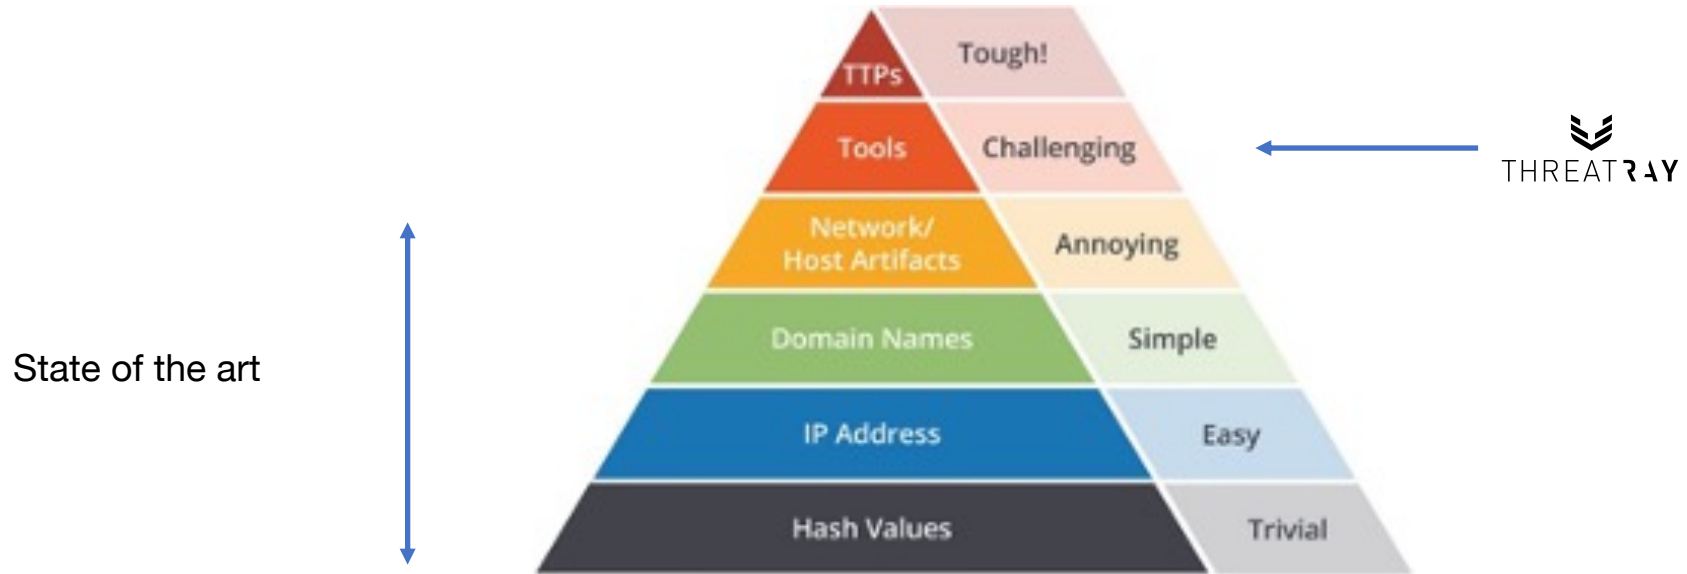 TTPs
Tough!
Tools
Challenging
THREATRAY
Network/
Host Artifacts
Annoying
Domain Names
Simple
State of the art
IP Address
Easy
Hash Values
Trivial